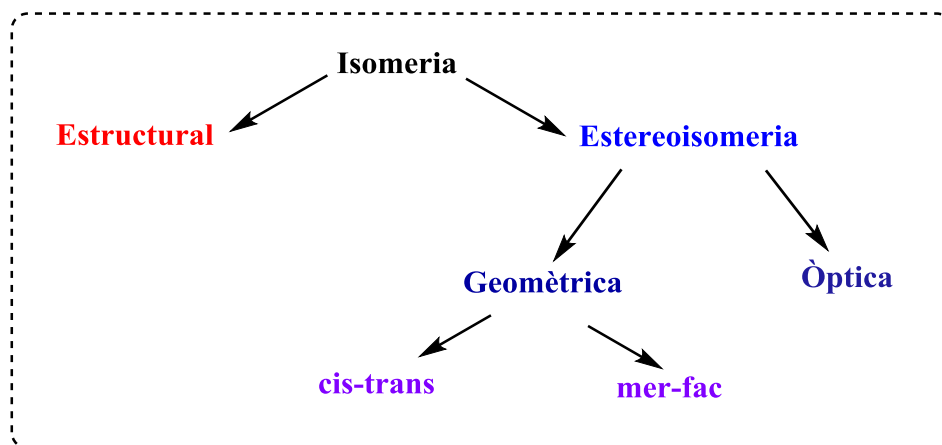 Isomeria
Estructural
Estereoisomeria
Geomètrica
Òptica
cis-trans
mer-fac